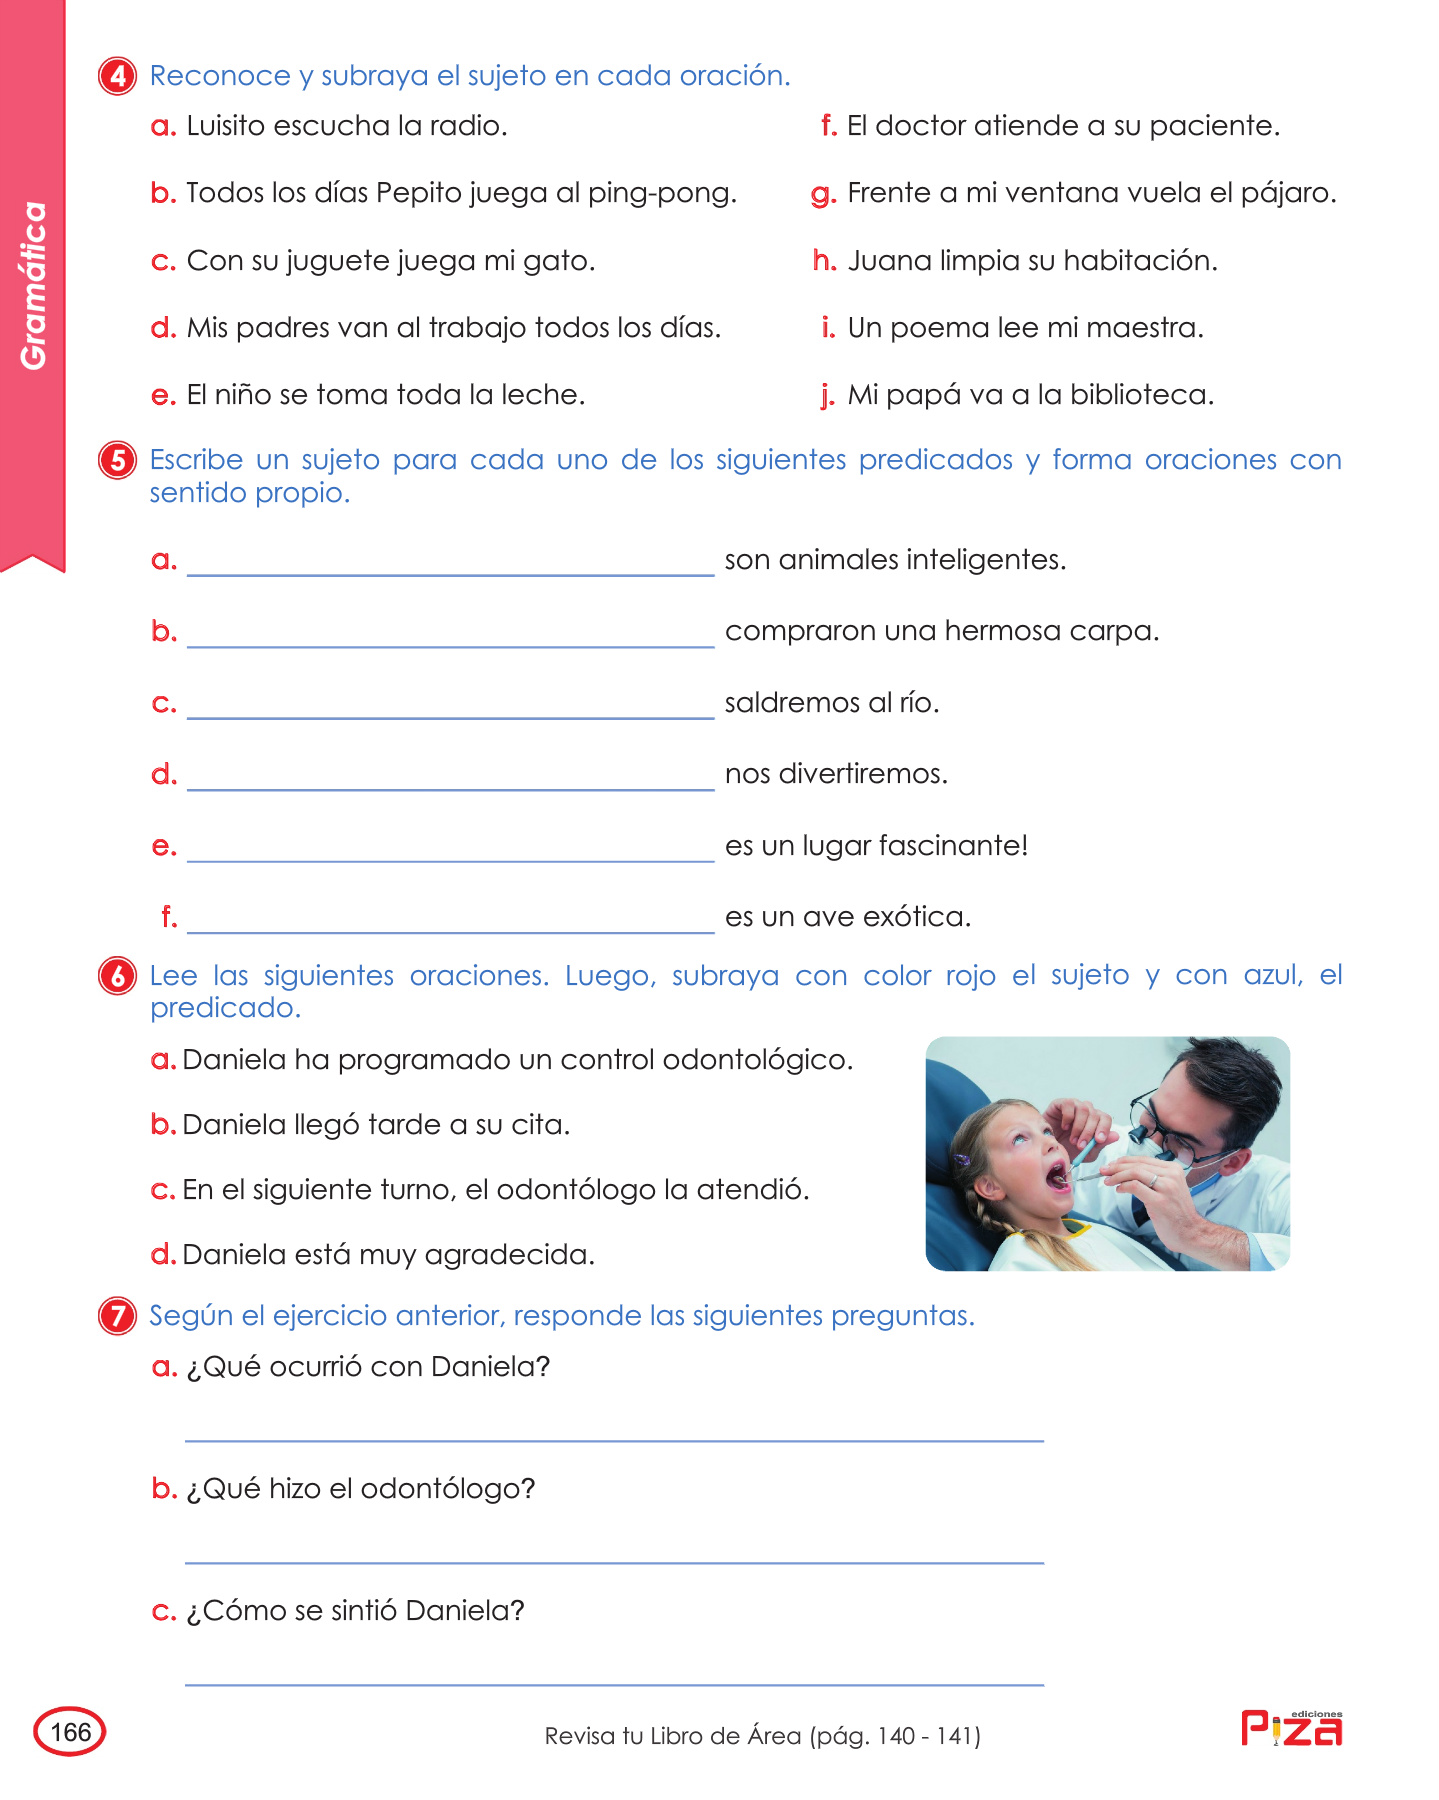 Gramática
4 Reconoce y subraya el sujeto en cada oración.
a. Luisito escucha la radio.
b. Todos los días Pepito juega al ping-pong.
c. Con su juguete juega mi gato.
d. Mis padres van al trabajo todos los días.
e. El niño se toma toda la leche.
f. El doctor atiende a su paciente.
g. Frente a mi ventana vuela el pájaro.
h. Juana limpia su habitación.
i. Un poema lee mi maestra.
j. Mi papá va a la biblioteca.
5 Escribe un sujeto para cada uno de los siguientes predicados y forma oraciones con
sentido propio.
a. son animales inteligentes.
b. compraron una hermosa carpa.
c. saldremos al río.
d. nos divertiremos.
e. es un lugar fascinante!
f. es un ave exótica.
6 Lee las siguientes oraciones. Luego, subraya con color rojo el sujeto y con azul, el
predicado.
a. Daniela ha programado un control odontológico.
b. Daniela llegó tarde a su cita.
c. En el siguiente turno, el odontólogo la atendió.
d. Daniela está muy agradecida.
7 Según el ejercicio anterior, responde las siguientes preguntas.
a. ¿Qué ocurrió con Daniela?
b. ¿Qué hizo el odontólogo?
c. ¿Cómo se sintió Daniela?
166
Revisa tu Libro de Área (pág. 140 - 141)
ediciones
Piza